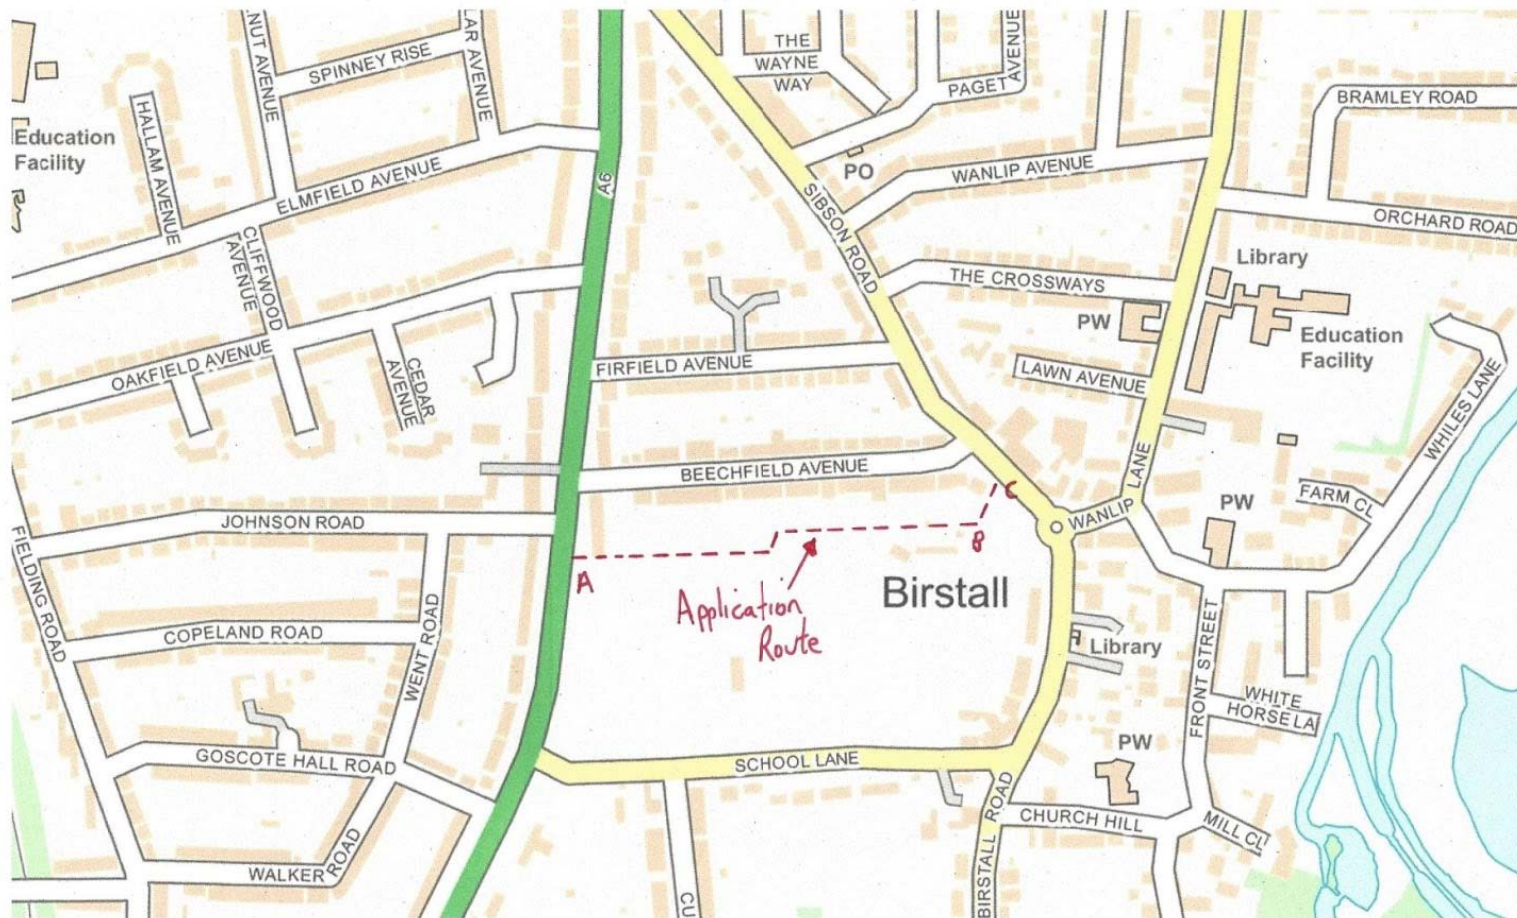 NUT AVENUE
SPINNEY RISE
LAR AVENUE
THE
WAYNE
WAY
PAGET
AVENUE
BRAMLEY ROAD
Education
Facility
HALLAM AVENUE
ELMFIELD AVENUE
A6
PO
WANLIP AVENUE
SIBSON ROAD
ORCHARD ROAD
CLIFFWOOD
AVENUE
Library
THE CROSSWAYS
PW
Education
Facility
OAKFIELD AVENUE
CEDAR
AVENUE
FIRFIELD AVENUE
LAWN AVENUE
WHILES LANE
BEECHFIELD AVENUE
WANLIP
LANE
FARM CL
PW
JOHNSON ROAD
FIELDING ROAD
A
B
C
Application
Route
Birstall
COPELAND ROAD
WENT ROAD
Library
FRONT STREET
WHITE
HORSE LA
GOSCOTE HALL ROAD
SCHOOL LANE
PW
BIRSTALL ROAD
CHURCH HILL
MILL CL
WALKER ROAD
CU